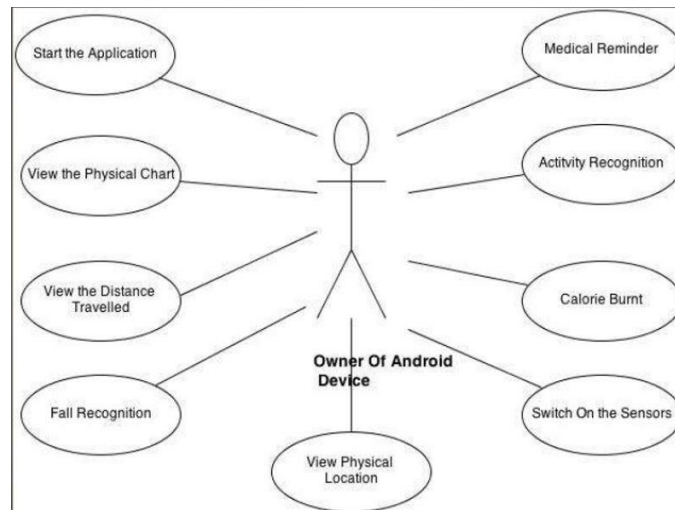 Start the Application
Medical Reminder
View the Physical Chart
Actitvity Recognition
View the Distance
Travelled
Calorie Burnt
Owner Of Android
Device
Fall Recognition
Switch On the Sensors
View Physical
Location